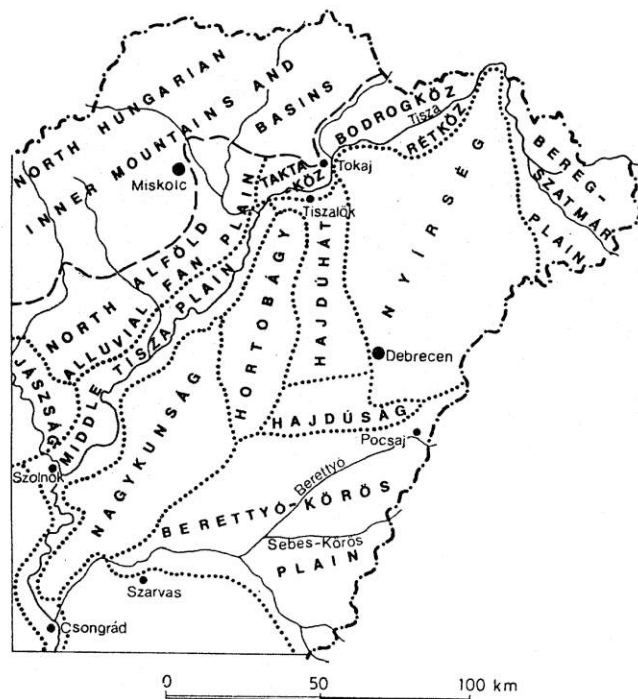 NORTH HUNGARIAN
INNER MOUNTAINS AND
BASINS
BODROGKÖZ
Tisza
RÉTKÖZ
BEREG-
SZATMÁR
PLAIN
TAKTA-
KÖZ
Tokaj
Miskolc
Tiszalök
NYÍRSÉG
NORTH ALFÖLD
ALLUVIAL FAN PLAIN
MIDDLE TISZA PLAIN
HORTOBÁGY
HAJDÚHÁT
JÁSZSÁG
Debrecen
NAGYKUNSÁG
HAJDÚSÁG
Pocsaj
Szolnok
Berettyó
BERETTYÓ-KÖRÖS
Sebes-Körös
PLAIN
Szarvas
Csongrád
0 50 100 km